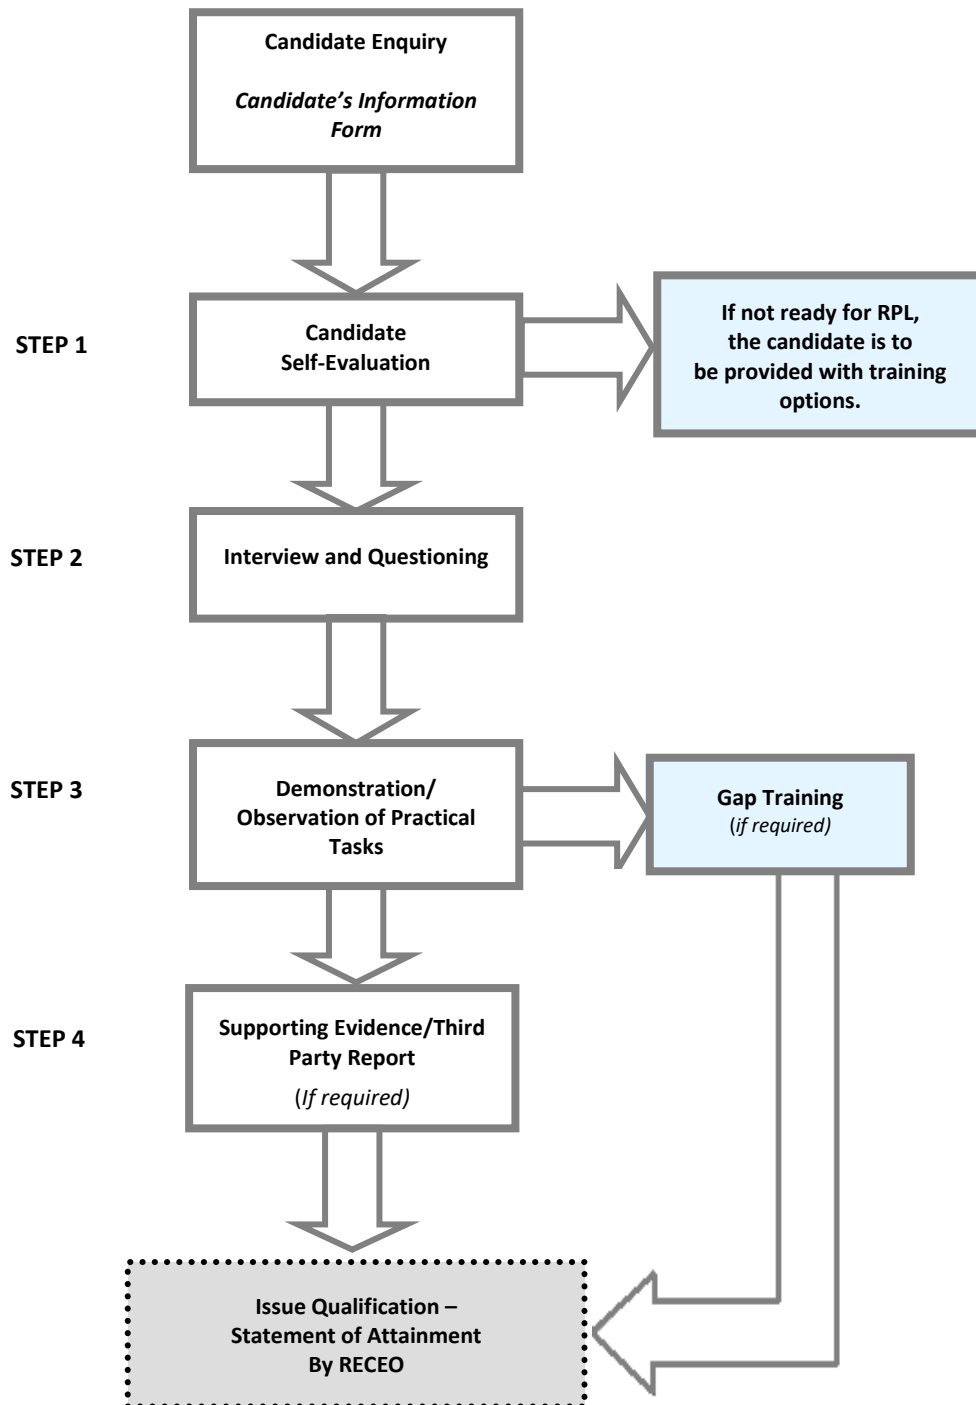 Candidate Enquiry
Candidate’s Information
Form
STEP 1
Candidate
Self-Evaluation
If not ready for RPL,
the candidate is to
be provided with training
options.
STEP 2
Interview and Questioning
STEP 3
Demonstration/
Observation of Practical
Tasks
Gap Training
(if required)
STEP 4
Supporting Evidence/Third
Party Report
(If required)
Issue Qualification –
Statement of Attainment
By RECEO